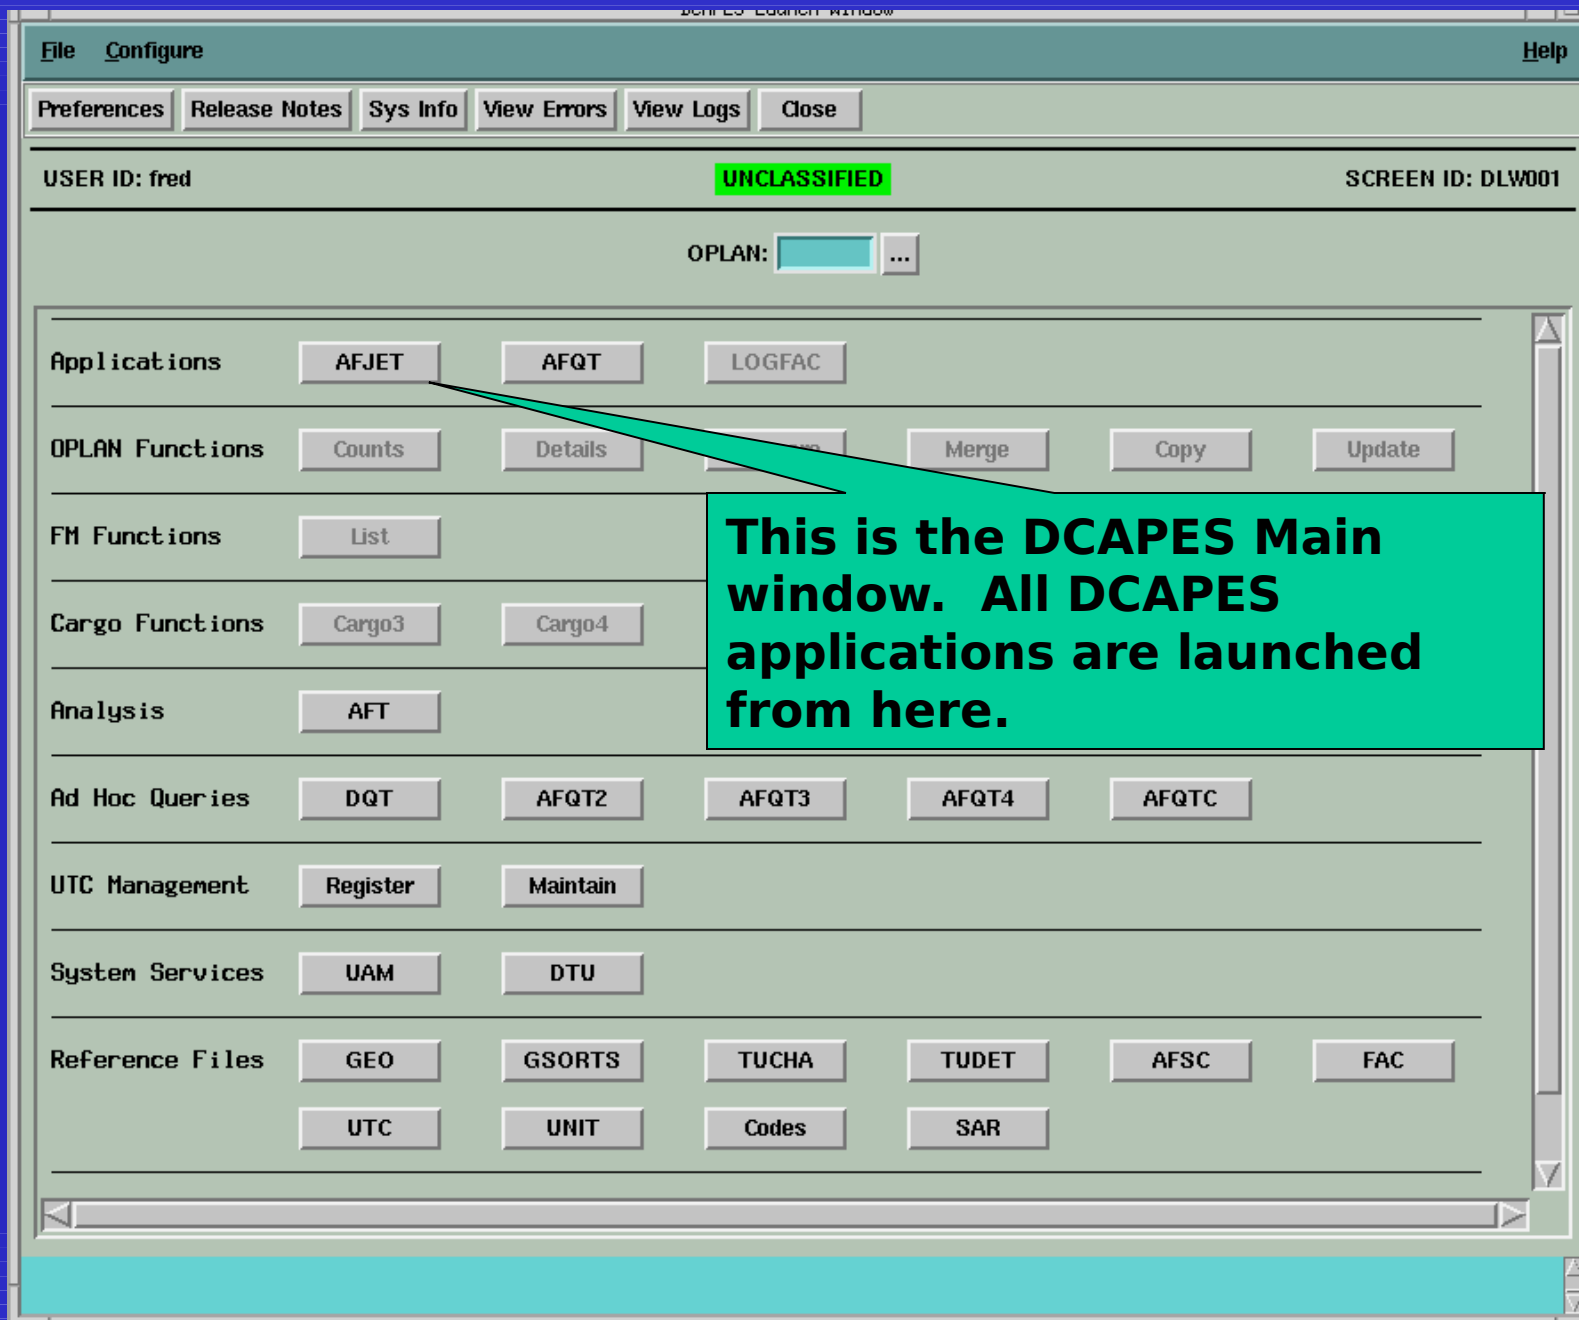 DCAPES Launch Window
File Configure Help
Preferences Release Notes Sys Info View Errors View Logs Close
USER ID: fred UNCLASSIFIED SCREEN ID: DLW001
OPLAN: ...
Applications AFJET AFQT LOGFAC
OPLAN Functions Counts Details Merge Copy Update
FM Functions List
This is the DCAPES Main
window. All DCAPES
applications are launched
from here.
Cargo Functions Cargo3 Cargo4
Analysis AFT
Ad Hoc Queries DQT AFQT2 AFQT3 AFQT4 AFQTC
UTC Management Register Maintain
System Services UAM DTU
Reference Files GEO GSORTS TUCHA TUDET AFSC FAC
UTC UNIT Codes SAR